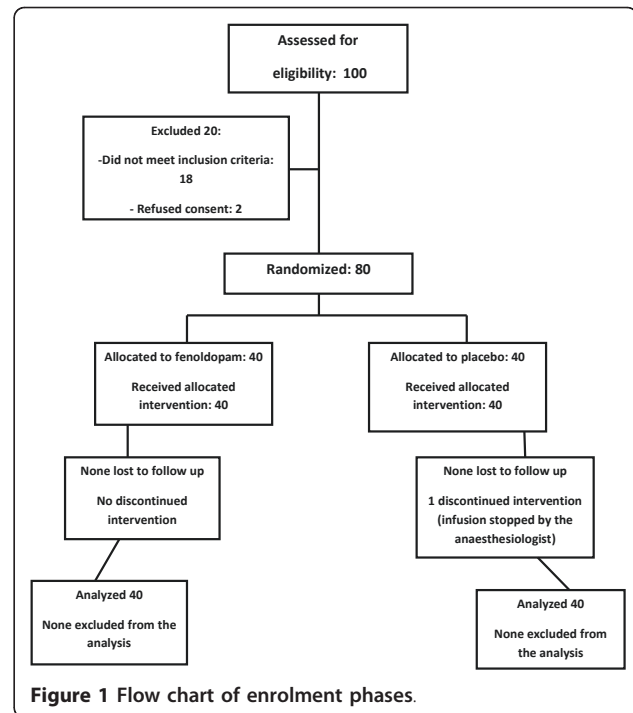 Assessed for
eligibility: 100
Excluded 20:
-Did not meet inclusion criteria:
18
- Refused consent: 2
Randomized: 80
Allocated to fenoldopam: 40
Received allocated
intervention: 40
Allocated to placebo: 40
Received allocated
intervention: 40
None lost to follow up
No discontinued
intervention
None lost to follow up
1 discontinued intervention
(infusion stopped by the
anaesthesiologist)
Analyzed 40
None excluded from the
analysis
Analyzed 40
None excluded from
the analysis
Figure 1 Flow chart of enrolment phases.